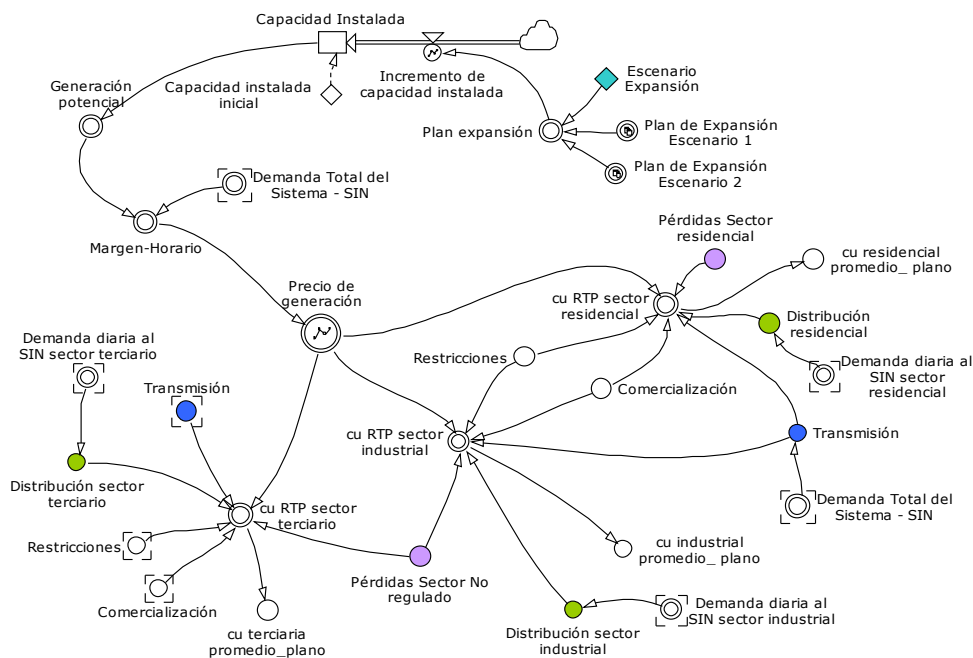 Capacidad Instalada
Generación
potencial
Capacidad instalada
inicial
Incremento de
capacidad instalada
Escenario
Expansión
Plan expansión
Plan de Expansión
Escenario 1
Plan de Expansión
Escenario 2
Demanda Total del
Sistema - SIN
Margen-Horario
Pérdidas Sector
residencial
cu residencial
promedio_ plano
Precio de
generación
cu RTP sector
residencial
Distribución
residencial
Demanda diaria al
SIN sector terciario
Restricciones
Demanda diaria al
SIN sector
residencial
Transmisión
Comercialización
cu RTP sector
industrial
Transmisión
Distribución sector
terciario
cu RTP sector
terciario
Demanda Total del
Sistema - SIN
Restricciones
cu industrial
promedio_ plano
Pérdidas Sector No
regulado
Comercialización
Demanda diaria al
SIN sector industrial
cu terciaria
promedio_plano
Distribución sector
industrial